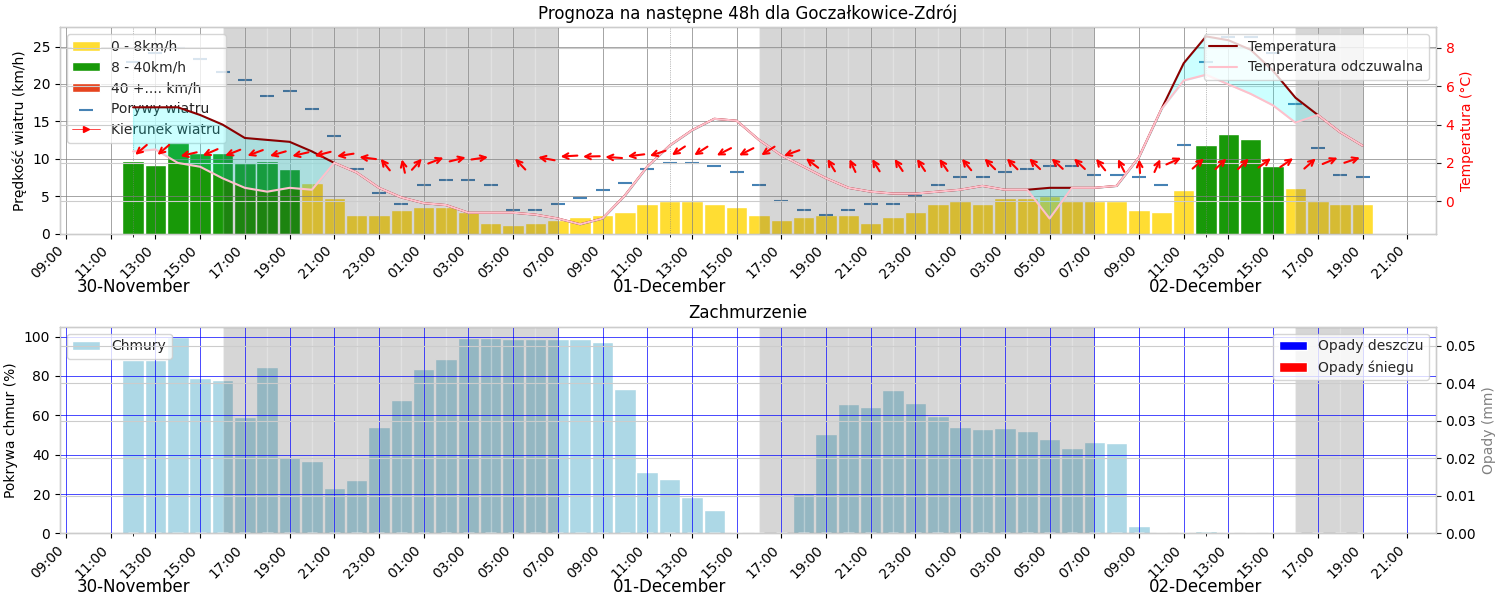 Prognoza na następne 48h dla Goczałkowice-Zdrój
Prędkość wiatru (km/h)
25
20
15
10
5
0
0 - 8km/h
8 - 40km/h
40 +.... km/h
Porywy wiatru
Kierunek wiatru
Temperatura
Temperatura odczuwalna
8
6
4
2
0
Temperatura (°C)
09:00 11:00 13:00 15:00 17:00 19:00 21:00 23:00 01:00 03:00 05:00 07:00 09:00 11:00 13:00 15:00 17:00 19:00 21:00 23:00 01:00 03:00 05:00 07:00 09:00 11:00 13:00 15:00 17:00 19:00 21:00
30-November 01-December 02-December
Zachmurzenie
Pokrywa chmur (%)
100
80
60
40
20
0
Chmury
Opady deszczu
Opady śniegu
0.05
0.04
0.03
0.02
0.01
0.00
Opady (mm)
09:00 11:00 13:00 15:00 17:00 19:00 21:00 23:00 01:00 03:00 05:00 07:00 09:00 11:00 13:00 15:00 17:00 19:00 21:00 23:00 01:00 03:00 05:00 07:00 09:00 11:00 13:00 15:00 17:00 19:00 21:00
30-November 01-December 02-December